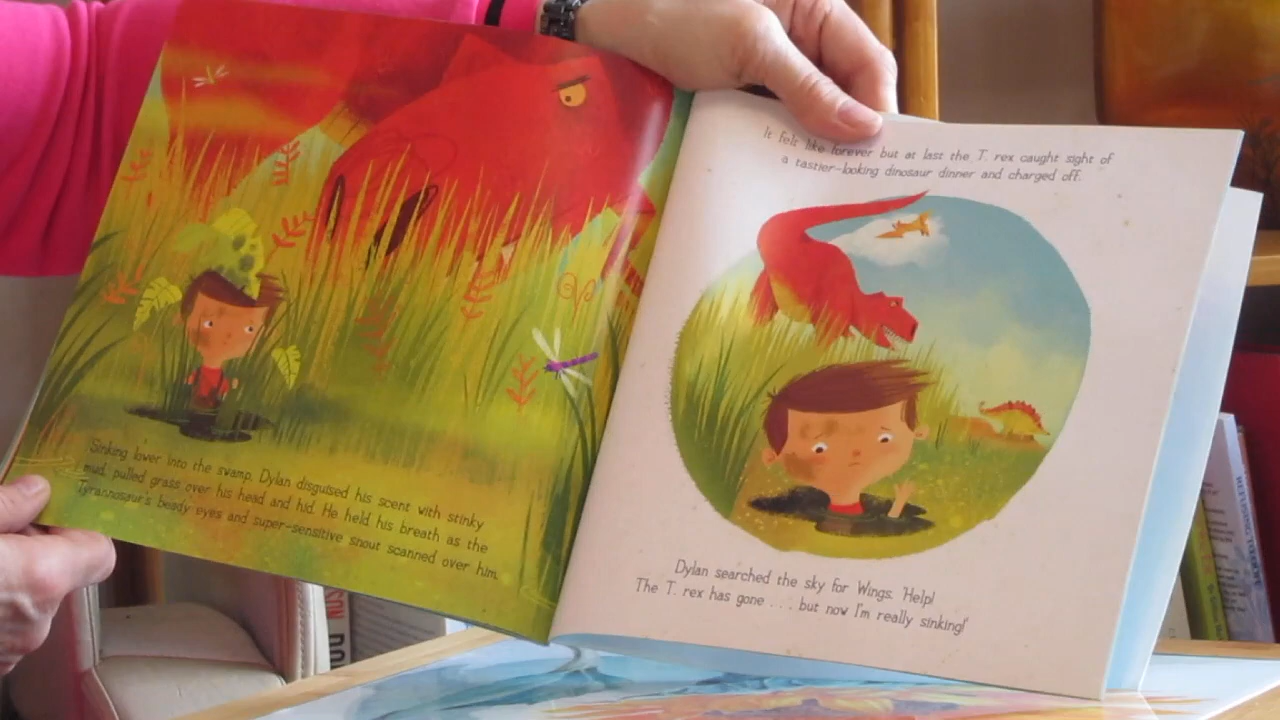 Sinking lower into the swamp, Dylan disguised his scent with stinky
mud, pulled grass over his head and hid. He held his breath as the
Tyrannosaur's beady eyes and super-sensitive snout scanned over him.
It felt like forever but at last the T. rex caught sight of
a tastier-looking dinosaur dinner and charged off.
Dylan searched the sky for Wings. 'Help!
The T. rex has gone . . . but now I'm really sinking!'